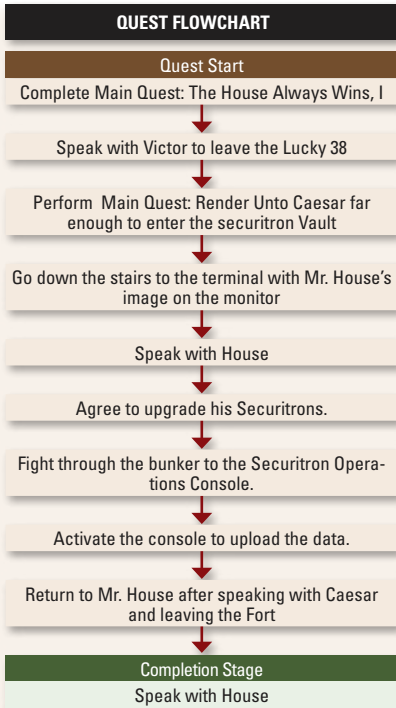 QUEST FLOWCHART
Quest Start
Complete Main Quest: The House Always Wins, I
Speak with Victor to leave the Lucky 38
Perform Main Quest: Render Unto Caesar far
enough to enter the securitron Vault
Go down the stairs to the terminal with Mr. House's
image on the monitor
Speak with House
Agree to upgrade his Securitrons.
Fight through the bunker to the Securitron Opera-
tions Console.
Activate the console to upload the data.
Return to Mr. House after speaking with Caesar
and leaving the Fort
Completion Stage
Speak with House